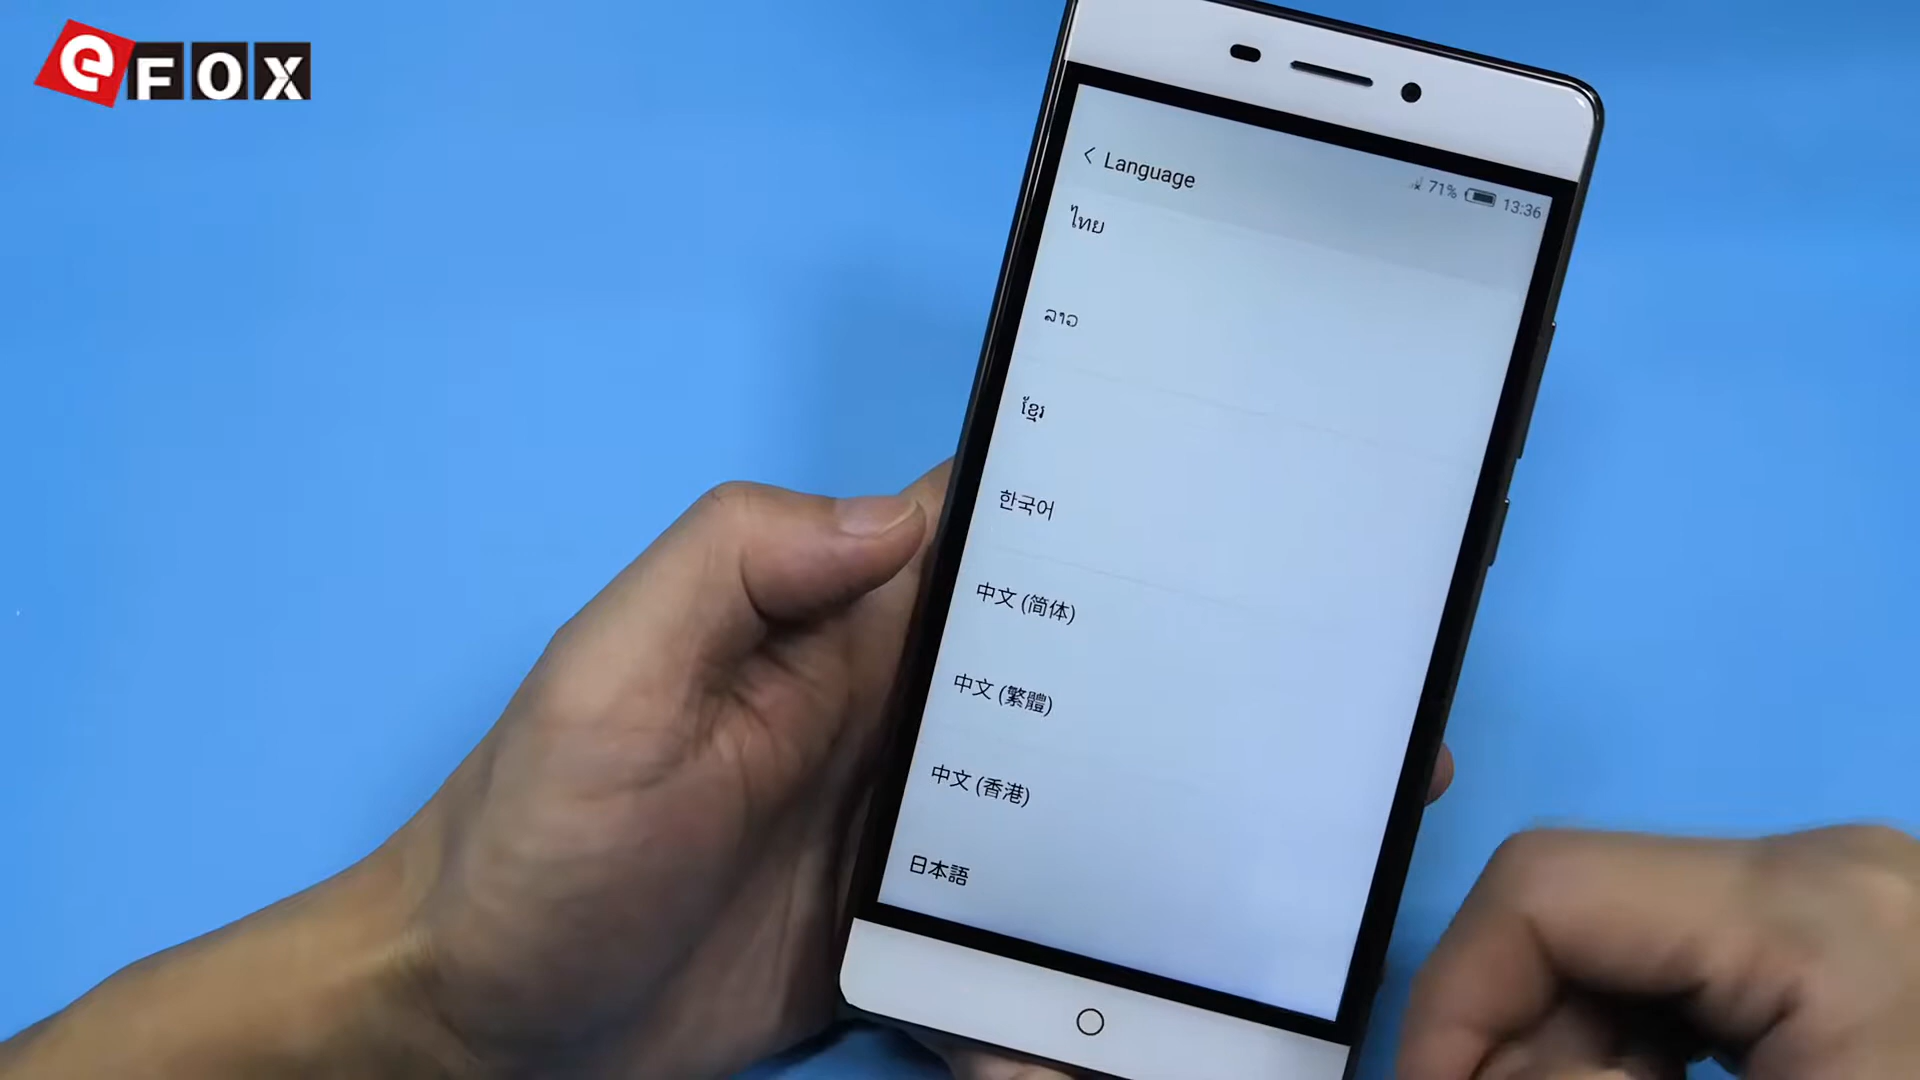 eFOX
< Language
71% 13:36
ไทย
ລາວ
ខ្មែរ
한국어
中文 (简体)
中文 (繁體)
中文 (香港)
日本語